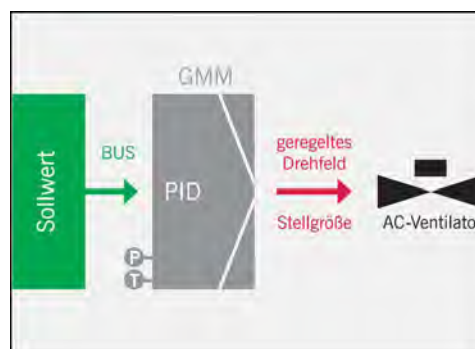 GMM
Sollwert
BUS
PID
P
T
geregeltes
Drehfeld
Stellgröße
AC-Ventilato